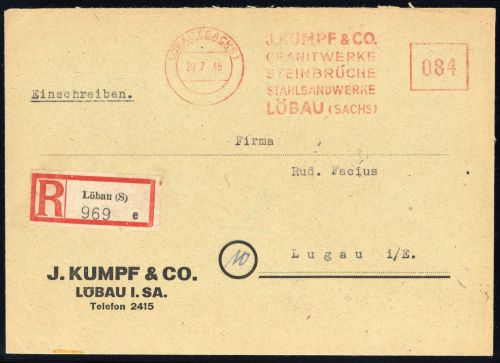 LÖBAU (SACHS)
20.7.46
J. KUMPF & CO.
GRANITWERKE
STEINBRÜCHE
STAHLSANDWERKE
LÖBAU (SACHS)
084
Einschreiben.
Firma
Rud. Facius
Lugau i/E.
R
Löbau (S)
969 e
10
J. KUMPF & CO.
LÖBAU I. SA.
Telefon 2415